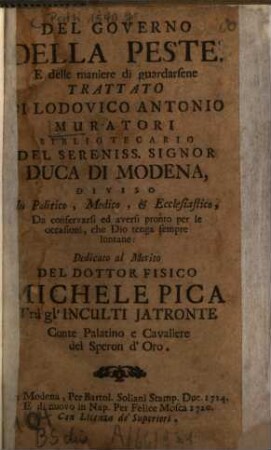 DEL GOVERNO
DELLA PESTE.
E delle maniere di guardarsene
TRATTATO
DI LODOVICO ANTONIO
MURATORI
BIBLIOTECARIO
DEL SERENISS. SIGNOR
DUCA DI MODENA,
DIVISO
In Politico, Medico, & Ecclesiastico,
Da conservarsi ed aversi pronto per le
occasioni, che Dio tenga sempre
lontane.
Dedicato al Merito
DEL DOTTOR FISICO
MICHELE PICA
Frà gl' INCULTI JATRONTE
Conte Palatino e Cavaliere
dei Speron d' Oro.
In Modena, Per Bartol. Soliani Stamp. Duc. 1714.
E di nuovo in Nap. Per Felice Mosca 1720.
Con Licenza de' Superiori.